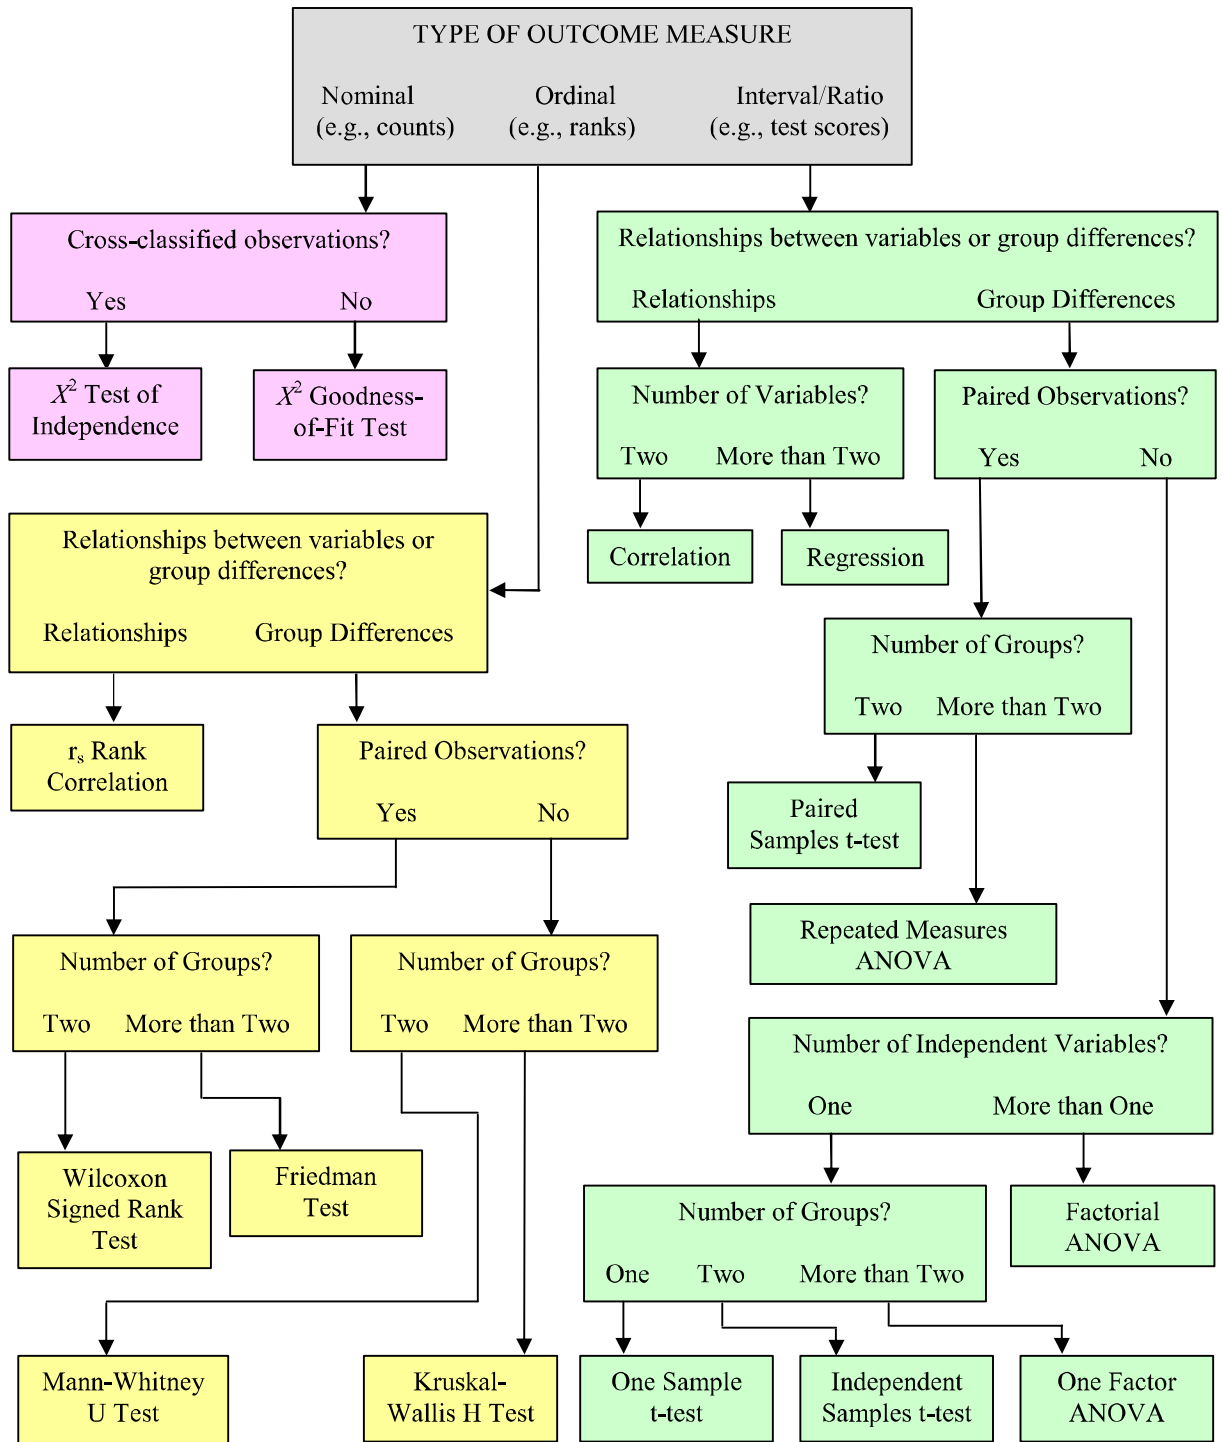 TYPE OF OUTCOME MEASURE
Nominal Ordinal Interval/Ratio
(e.g., counts) (e.g., ranks) (e.g., test scores)
Cross-classified observations?
Yes No
X² Test of
Independence
X² Goodness-
of-Fit Test
Relationships between variables or group differences?
Relationships Group Differences
Number of Variables?
Two More than Two
Correlation
Regression
Paired Observations?
Yes No
Number of Groups?
Two More than Two
Paired
Samples t-test
Repeated Measures
ANOVA
Number of Independent Variables?
One More than One
Factorial
ANOVA
Number of Groups?
One Two More than Two
One Sample
t-test
Independent
Samples t-test
One Factor
ANOVA
Relationships between variables or
group differences?
Relationships Group Differences
rₛ Rank
Correlation
Paired Observations?
Yes No
Number of Groups?
Two More than Two
Number of Groups?
Two More than Two
Wilcoxon
Signed Rank
Test
Friedman
Test
Mann-Whitney
U Test
Kruskal-
Wallis H Test